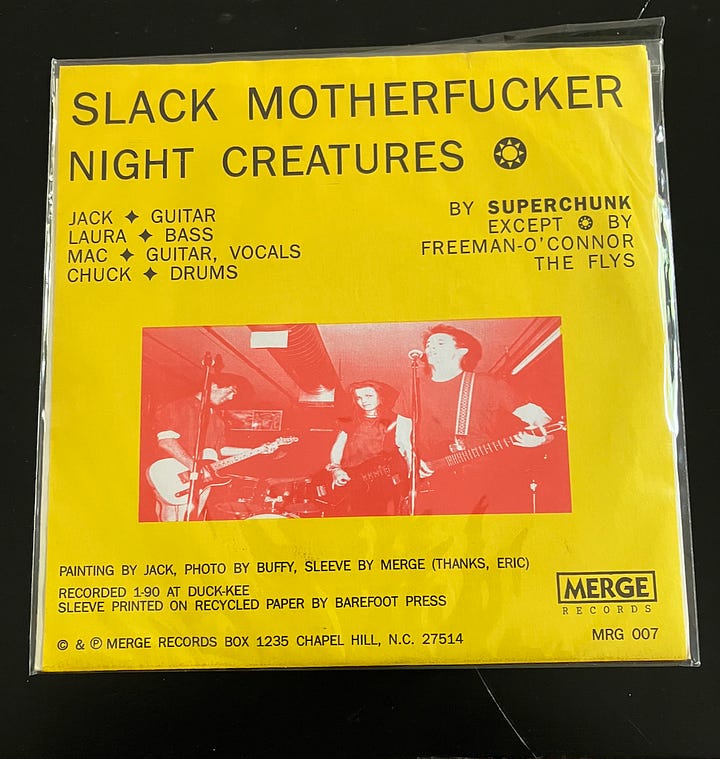 SLACK MOTHERFUCKER
NIGHT CREATURES
JACK ✦ GUITAR
LAURA ✦ BASS
MAC ✦ GUITAR, VOCALS
CHUCK ✦ DRUMS
BY SUPERCHUNK
EXCEPT ❂ BY
FREEMAN-O'CONNOR
THE FLYS
PAINTING BY JACK, PHOTO BY BUFFY, SLEEVE BY MERGE (THANKS, ERIC)
RECORDED 1-90 AT DUCK-KEE
SLEEVE PRINTED ON RECYCLED PAPER BY BAREFOOT PRESS
© & ℗ MERGE RECORDS BOX 1235 CHAPEL HILL, N.C. 27514
MERGE
RECORDS
MRG 007